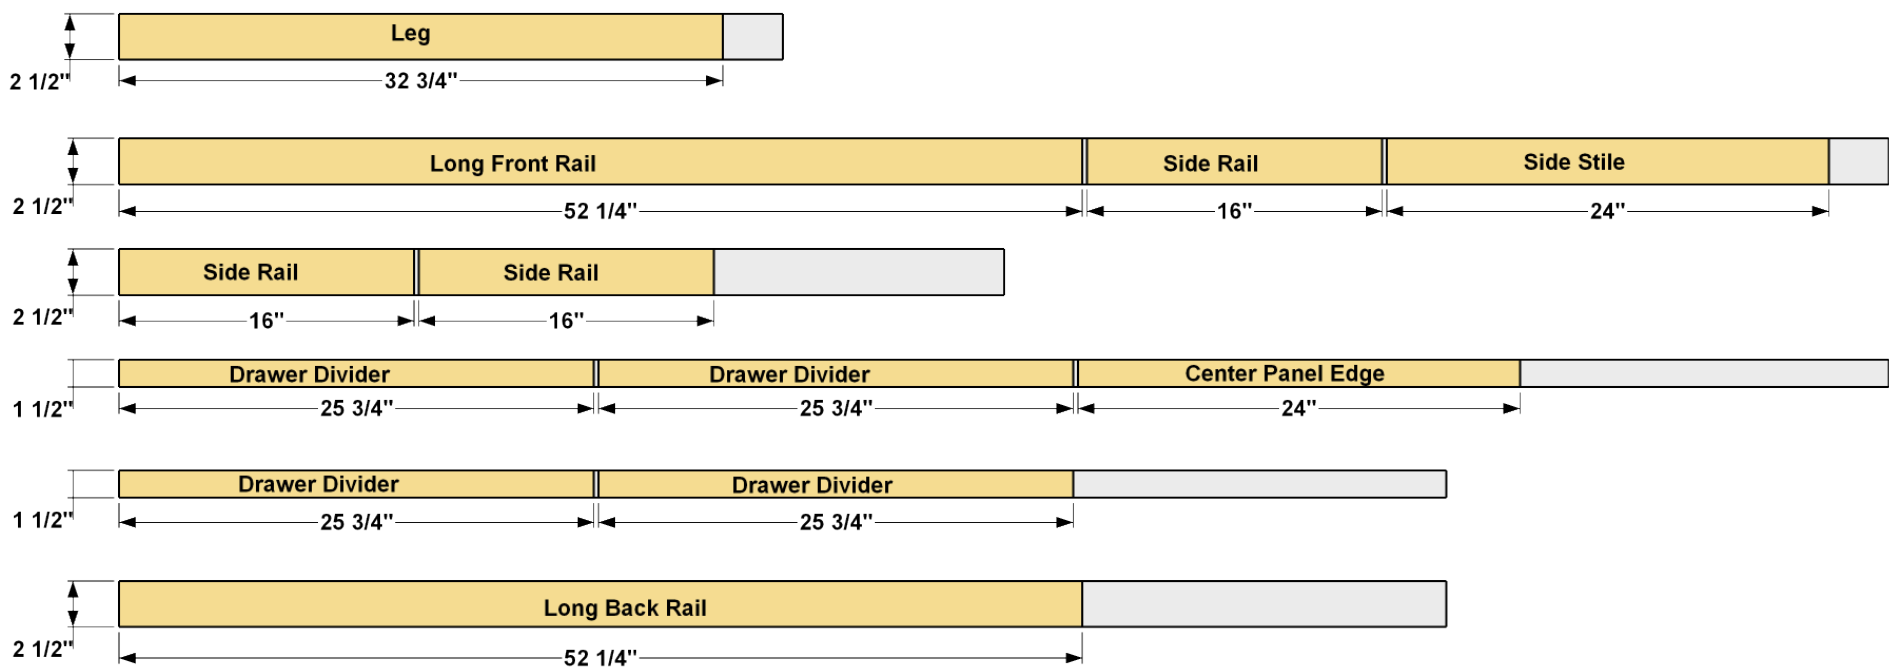 Leg
2 1/2"
32 3/4"
Long Front Rail
Side Rail
Side Stile
2 1/2"
52 1/4"
16"
24"
Side Rail
Side Rail
2 1/2"
16"
16"
Drawer Divider
Drawer Divider
Center Panel Edge
1 1/2"
25 3/4"
25 3/4"
24"
Drawer Divider
Drawer Divider
1 1/2"
25 3/4"
25 3/4"
Long Back Rail
2 1/2"
52 1/4"